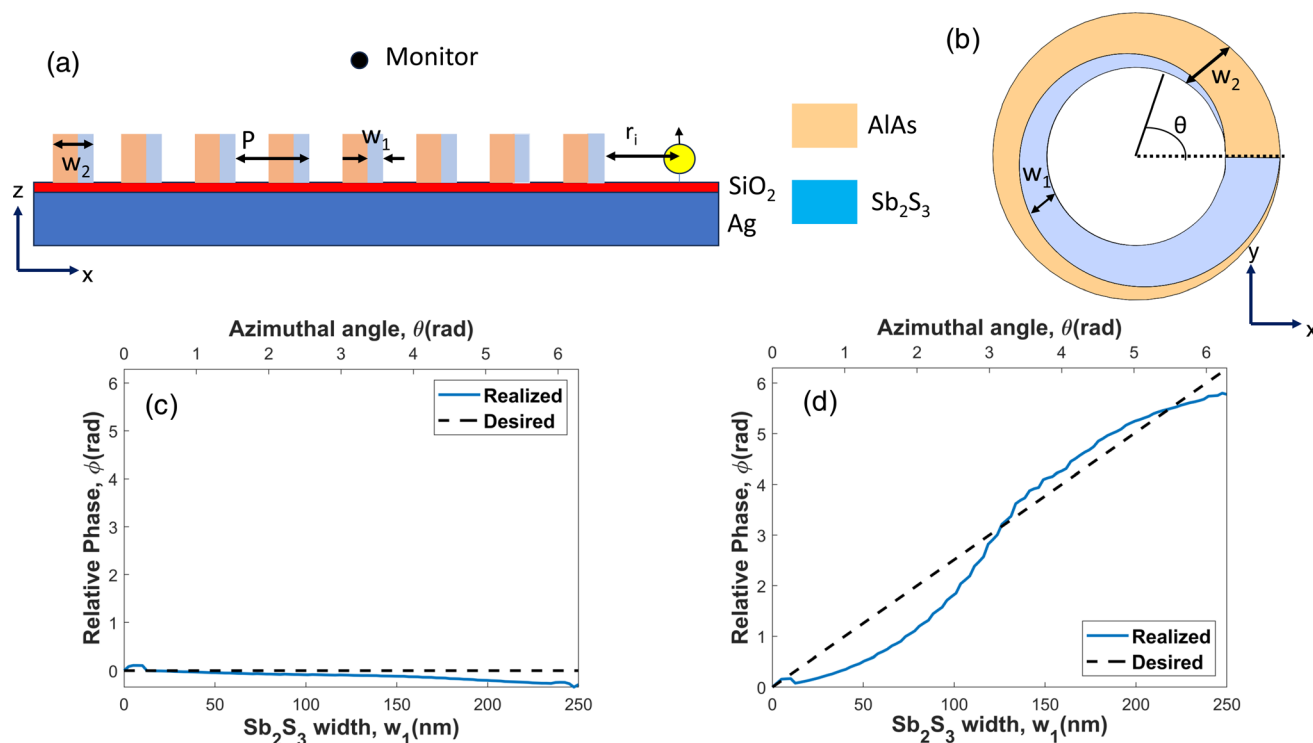 (a)
Monitor
P
w₁
w₂
rᵢ
z
x
SiO₂
Ag
AlAs
Sb₂S₃
(b)
w₂
θ
w₁
y
x
Azimuthal angle, θ(rad)
0 1 2 3 4 5 6
(c)
Realized
Desired
Relative Phase, ϕ(rad)
6
5
4
3
2
1
0
0 50 100 150 200 250
Sb₂S₃ width, w₁(nm)
Azimuthal angle, θ(rad)
0 1 2 3 4 5 6
(d)
Realized
Desired
Relative Phase, ϕ(rad)
6
5
4
3
2
1
0
0 50 100 150 200 250
Sb₂S₃ width, w₁(nm)